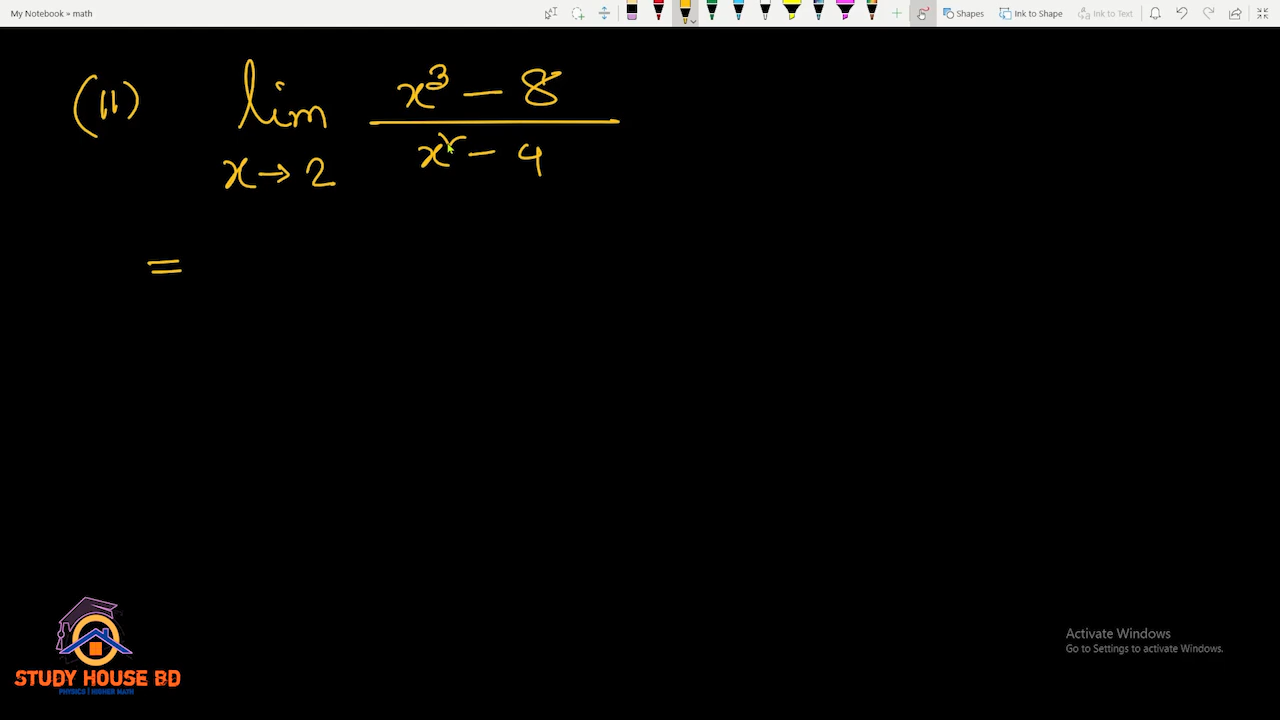 My Notebook » math
Shapes
Ink to Shape
Ink to Text
(ii) lim x→2 x³ − 8 / x² − 4
=
Activate Windows
Go to Settings to activate Windows.
STUDY HOUSE BD
PHYSICS | HIGHER MATH